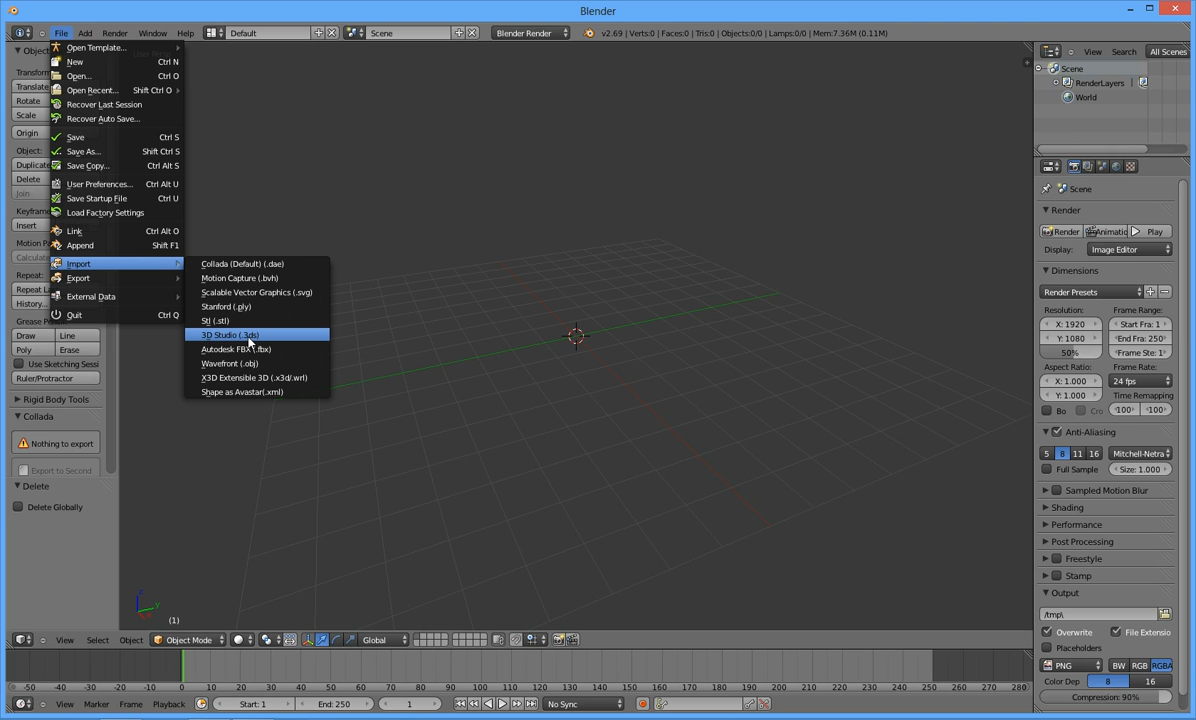 Blender
File Add Render Window Help Default Scene Blender Render v2.69 | Verts:0 | Faces:0 | Tris:0 | Objects:0/0 | Lamps:0/0 | Mem:7.36M (0.11M)
Open Template...
New Ctrl N
Open... Ctrl O
Open Recent... Shift Ctrl O
Recover Last Session
Recover Auto Save...
Save Ctrl S
Save As... Shift Ctrl S
Save Copy... Ctrl Alt S
User Preferences... Ctrl Alt U
Save Startup File Ctrl U
Load Factory Settings
Link Ctrl Alt O
Append Shift F1
Import
Export
External Data
Quit Ctrl Q
Collada (Default) (.dae)
Motion Capture (.bvh)
Scalable Vector Graphics (.svg)
Stanford (.ply)
Stl (.stl)
3D Studio (.3ds)
Autodesk FBX (.fbx)
Wavefront (.obj)
X3D Extensible 3D (.x3d/.wrl)
Shape as Avastar(.xml)
Object
Transform
Translate
Rotate
Scale
Origin
Object:
Duplicate
Delete
Join
Keyframe
Insert
Motion P
Calculate
Repeat:
Repeat L
History...
Grease Pe
Draw Line
Poly Erase
Use Sketching Sessi
Ruler/Protractor
Rigid Body Tools
Collada
Nothing to export
Export to Second
Delete
Delete Globally
z
y
x
(1)
View Select Object Object Mode Global
-50 -40 -30 -20 -10 0 10 20 30 40 50 60 70 80 90 100 110 120 130 140 150 160 170 180 190 200 210 220 230 240 250 260 270 280
View Marker Frame Playback Start: 1 End: 250 1 No Sync
View Search All Scenes
Scene
RenderLayers
World
Scene
Render
Render Animatic Play
Display: Image Editor
Dimensions
Render Presets
Resolution: Frame Range:
X: 1920 Start Fra: 1
Y: 1080 End Fra: 250
50% Frame Ste: 1
Aspect Ratio: Frame Rate:
X: 1.000 24 fps
Y: 1.000 Time Remapping
Bo Cro 100 100
Anti-Aliasing
5 8 11 16 Mitchell-Netra
Full Sample Size: 1.000
Sampled Motion Blur
Shading
Performance
Post Processing
Freestyle
Stamp
Output
/tmp\
Overwrite File Extensio
Placeholders
PNG BW RGB RGBA
Color Dep 8 16
Compression: 90%